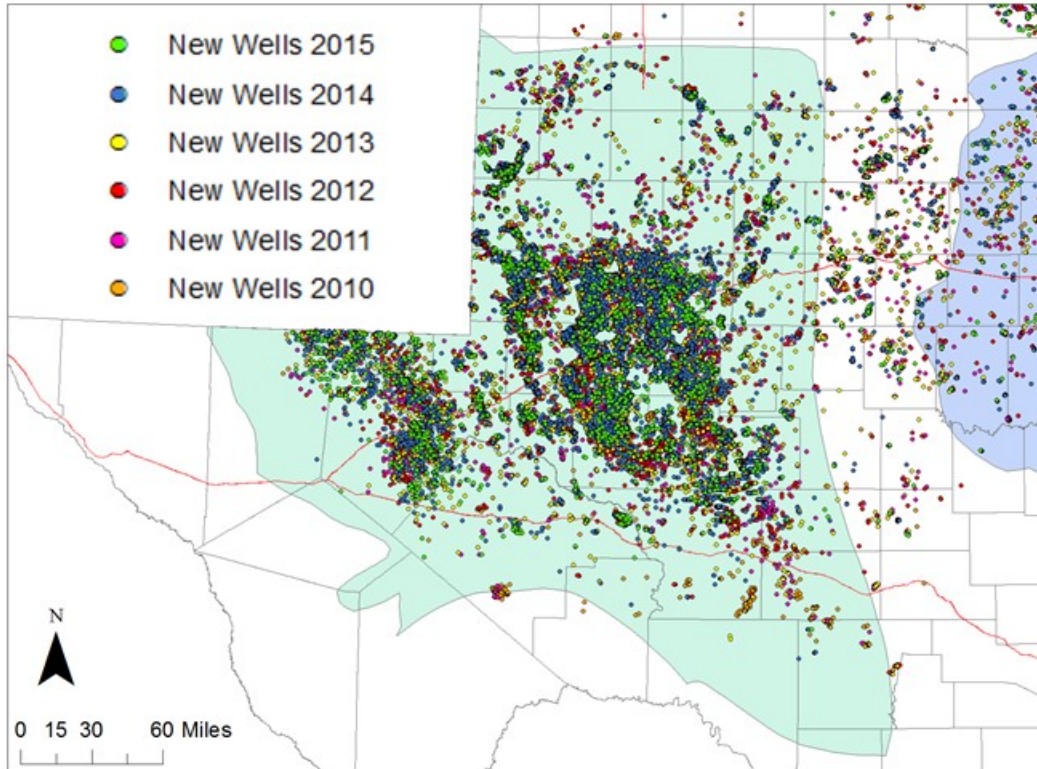 New Wells 2015
New Wells 2014
New Wells 2013
New Wells 2012
New Wells 2011
New Wells 2010
N
0 15 30 60 Miles